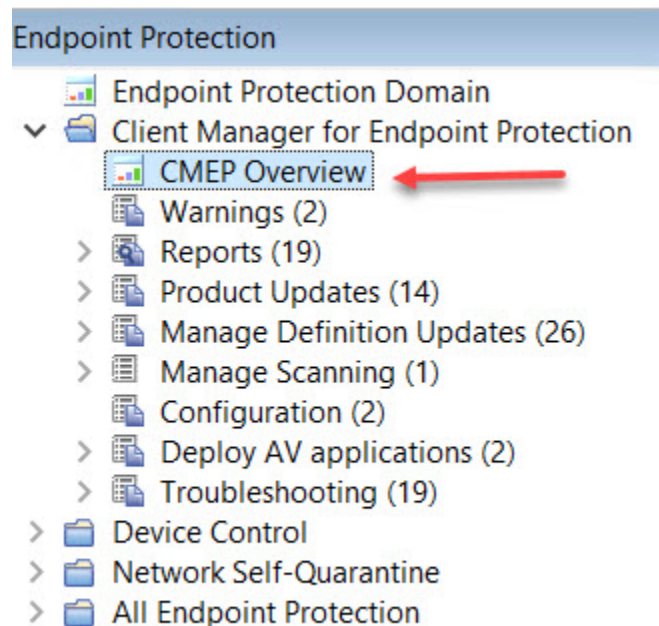 Endpoint Protection
Endpoint Protection Domain
Client Manager for Endpoint Protection
CMEP Overview
Warnings (2)
Reports (19)
Product Updates (14)
Manage Definition Updates (26)
Manage Scanning (1)
Configuration (2)
Deploy AV applications (2)
Troubleshooting (19)
Device Control
Network Self-Quarantine
All Endpoint Protection